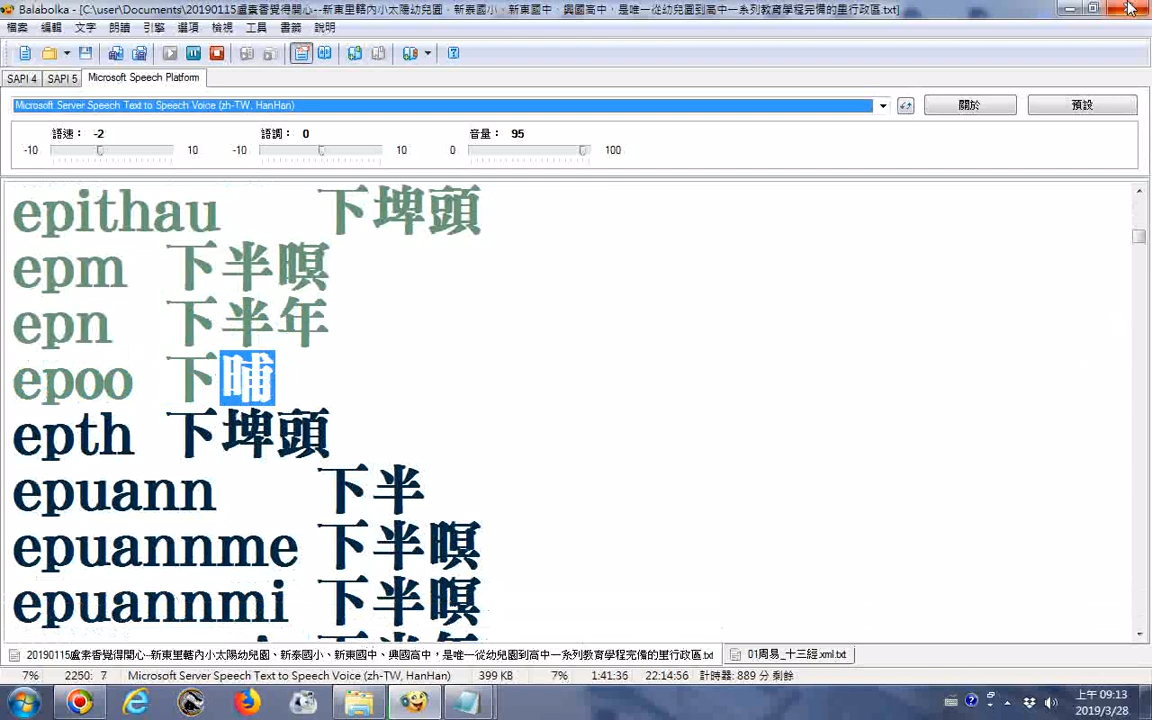 Balabolka - [C:\user\Documents\20190115盧素香覺得開心--新東里轄內小太陽幼兒園、新泰國小、新東國中、興國高中，是唯一從幼兒園到高中一系列教育學程完備的里行政區.txt]
檔案 編輯 文字 朗讀 引擎 選項 檢視 工具 書籤 說明
SAPI 4 SAPI 5 Microsoft Speech Platform
Microsoft Server Speech Text to Speech Voice (zh-TW, HanHan) 關於 預設
語速： -2 語調： 0 音量： 95
-10 10 -10 10 0 100
epithau 下埤頭
epm 下半暝
epn 下半年
epoo 下晡
epth 下埤頭
epuann 下半
epuannme 下半暝
epuannmi 下半暝
20190115盧素香覺得開心--新東里轄內小太陽幼兒園、新泰國小、新東國中、興國高中，是唯一從幼兒園到高中一系列教育學程完備的里行政區.txt 01周易_十三經.xml.txt
7% 2250: 7 Microsoft Server Speech Text to Speech Voice (zh-TW, HanHan) 399 KB 7% 1:41:36 22:14:56 計時器: 889 分 剩餘
上午 09:13
2019/3/28